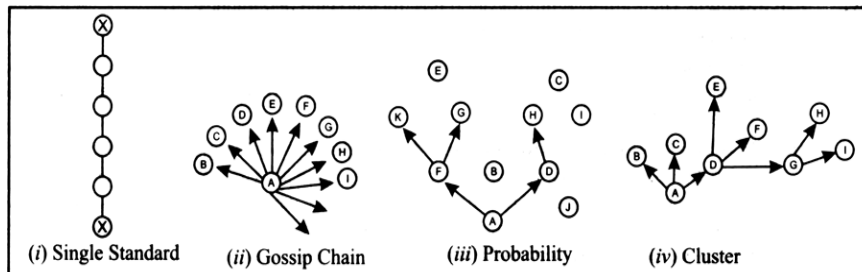 X
X
(i) Single Standard
E
D
F
C
G
B
H
A
I
(ii) Gossip Chain
E
C
K
G
H
I
F
B
D
A
J
(iii) Probability
E
B
C
F
H
D
A
G
I
(iv) Cluster